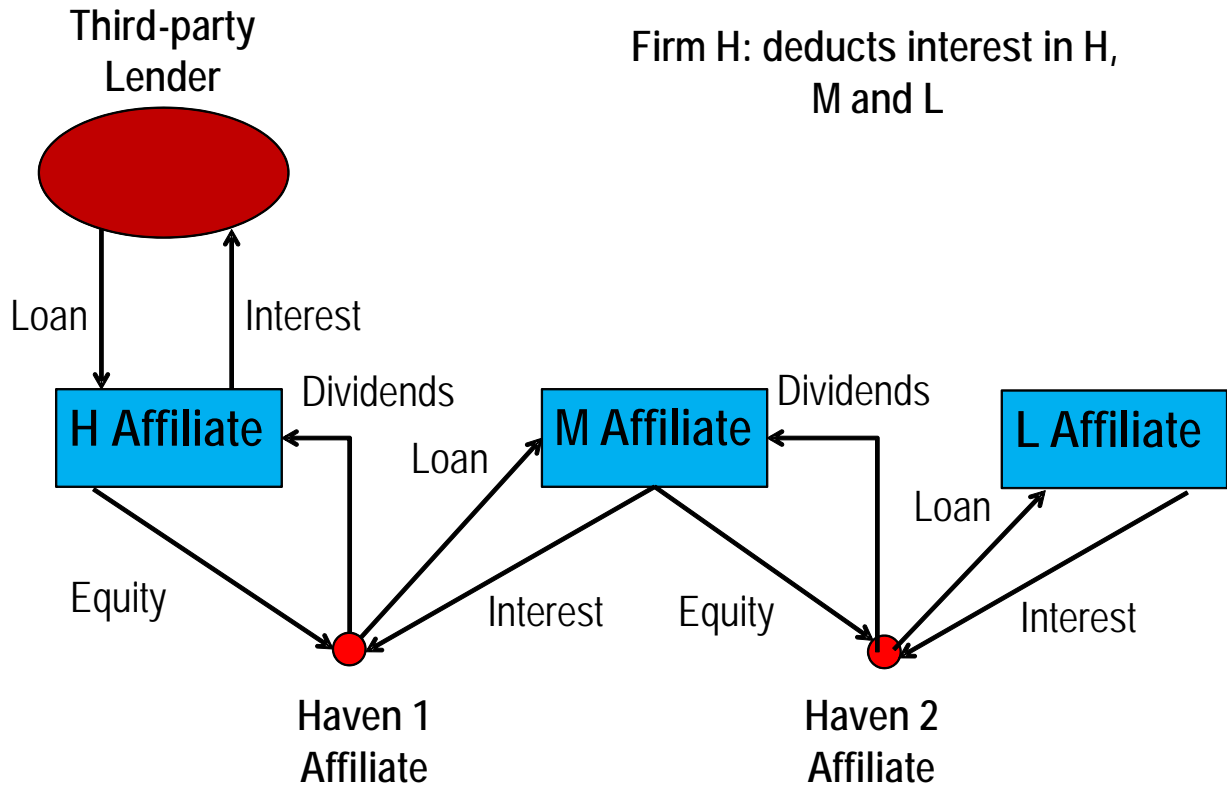 Third-party
Lender
Firm H: deducts interest in H,
M and L
Loan
Interest
Dividends
Dividends
H Affiliate
M Affiliate
L Affiliate
Loan
Loan
Equity
Interest
Equity
Interest
Haven 1
Affiliate
Haven 2
Affiliate